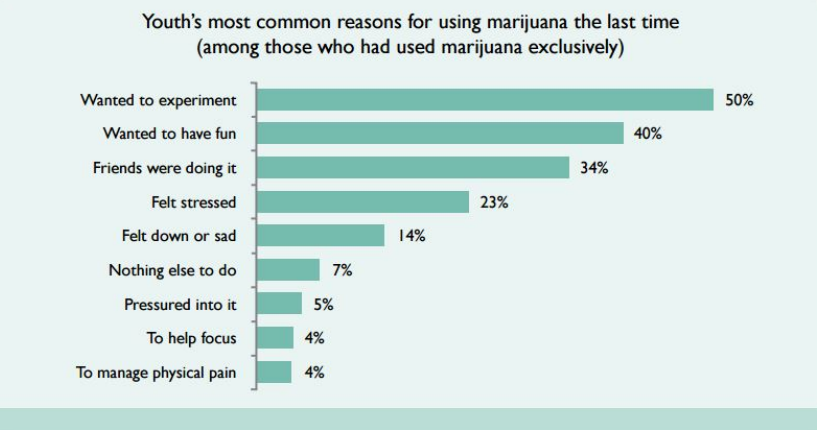 Youth's most common reasons for using marijuana the last time
(among those who had used marijuana exclusively)
Wanted to experiment 50%
Wanted to have fun 40%
Friends were doing it 34%
Felt stressed 23%
Felt down or sad 14%
Nothing else to do 7%
Pressured into it 5%
To help focus 4%
To manage physical pain 4%